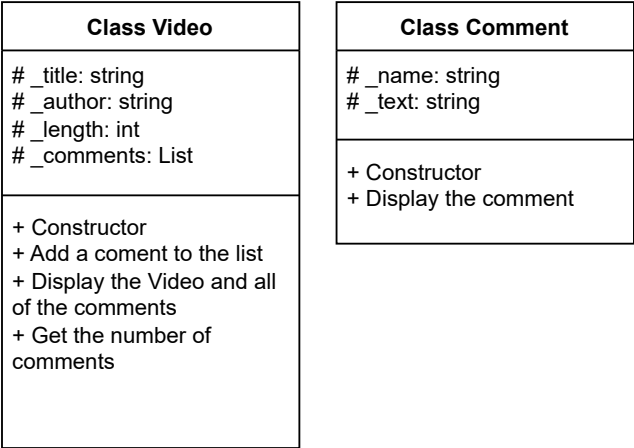 Class Video
# _title: string
# _author: string
# _length: int
# _comments: List
+ Constructor
+ Add a coment to the list
+ Display the Video and all
of the comments
+ Get the number of
comments
Class Comment
# _name: string
# _text: string
+ Constructor
+ Display the comment